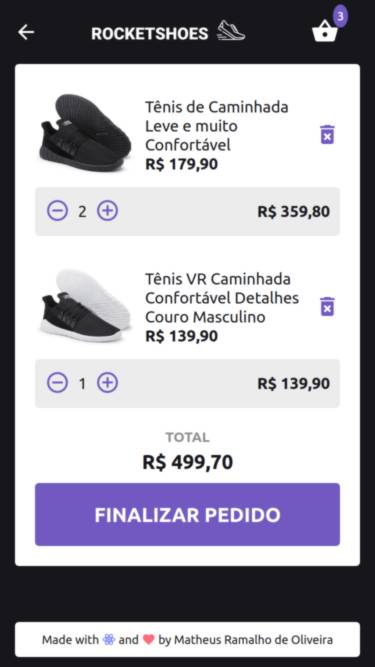 ROCKETSHOES
3
Tênis de Caminhada
Leve e muito
Confortável
R$ 179,90
2
R$ 359,80
Tênis VR Caminhada
Confortável Detalhes
Couro Masculino
R$ 139,90
1
R$ 139,90
TOTAL
R$ 499,70
FINALIZAR PEDIDO
Made with and by Matheus Ramalho de Oliveira